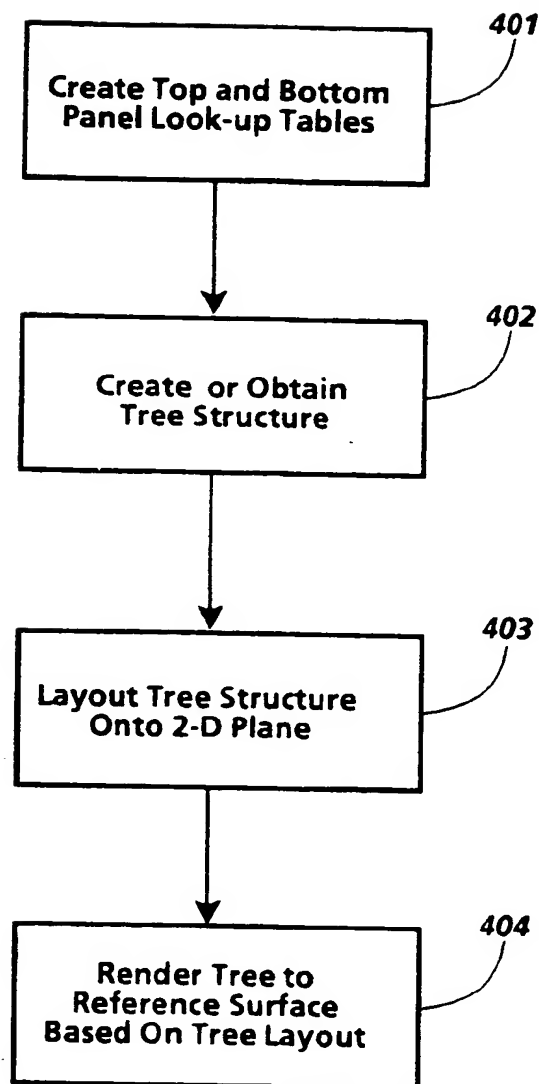 401
Create Top and Bottom
Panel Look-up Tables
402
Create or Obtain
Tree Structure
403
Layout Tree Structure
Onto 2-D Plane
404
Render Tree to
Reference Surface
Based On Tree Layout